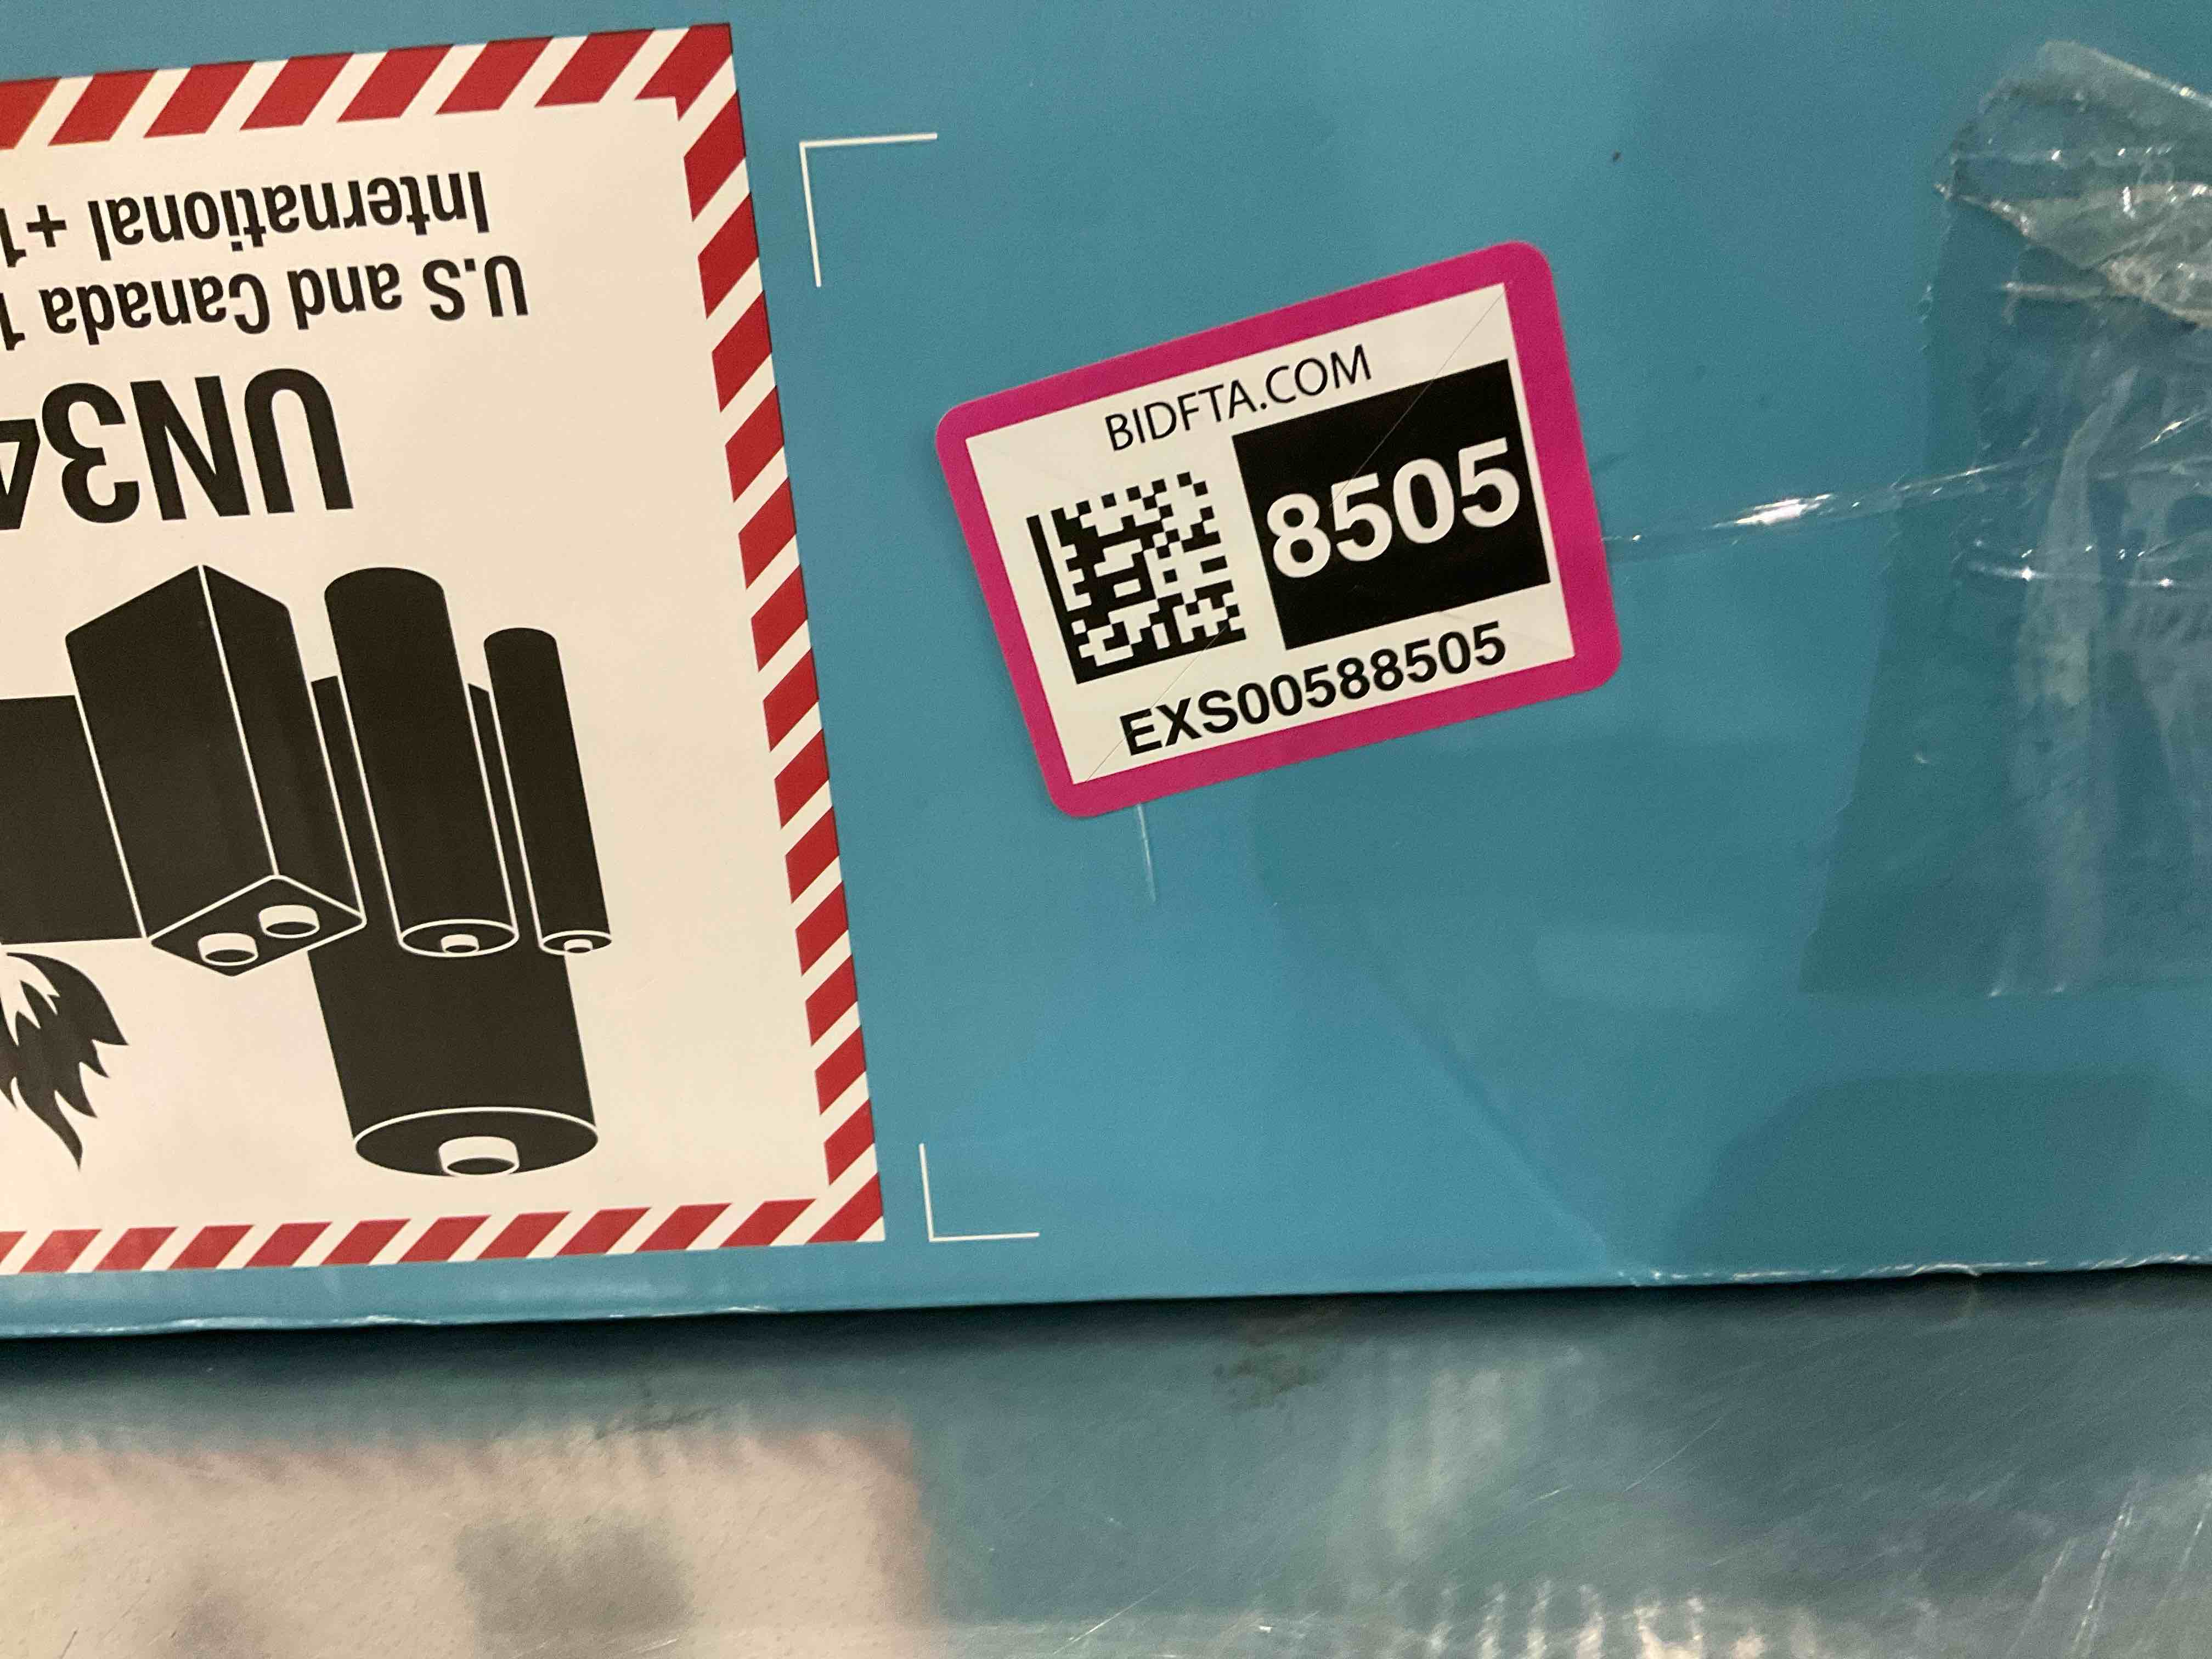 International +1
U.S and Canada 1
UN34
BIDFTA.COM
8505
EXS00588505